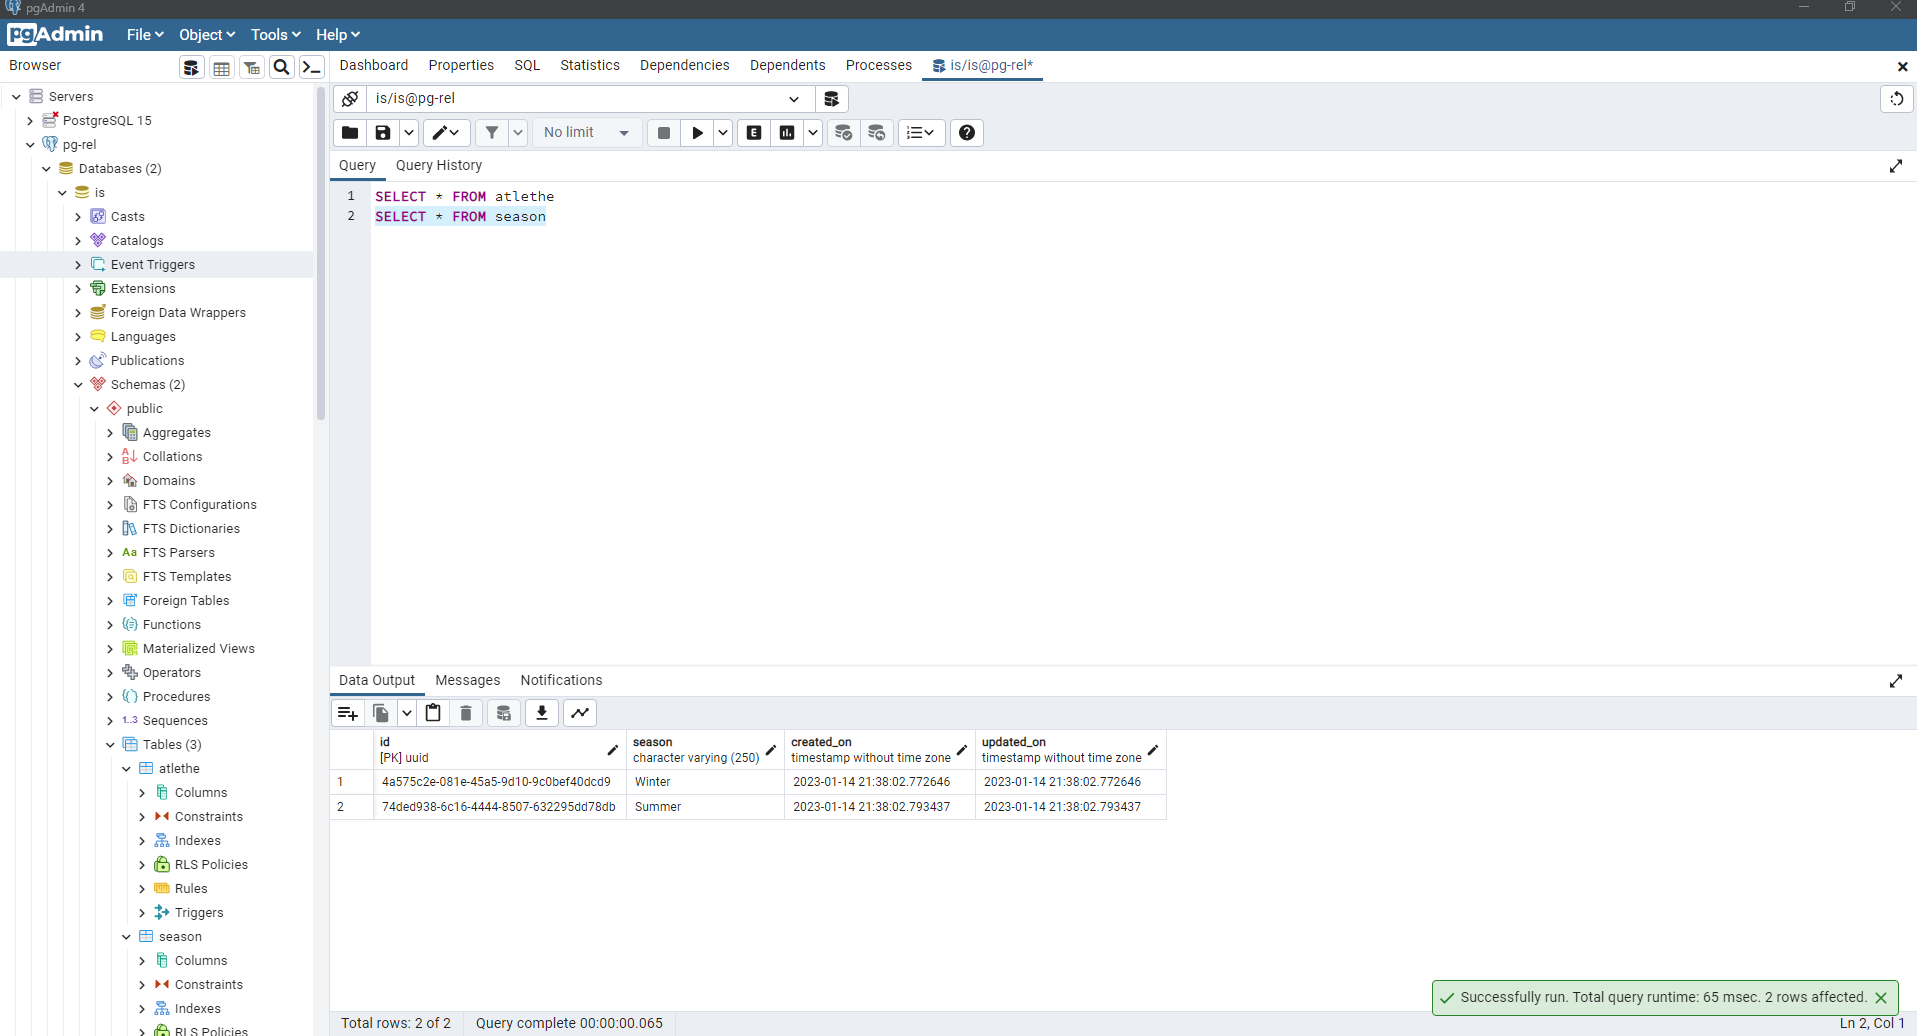 pgAdmin 4
pgAdmin File Object Tools Help
Browser
Dashboard Properties SQL Statistics Dependencies Dependents Processes is/is@pg-rel*
Servers
PostgreSQL 15
pg-rel
Databases (2)
is
Casts
Catalogs
Event Triggers
Extensions
Foreign Data Wrappers
Languages
Publications
Schemas (2)
public
Aggregates
Collations
Domains
FTS Configurations
FTS Dictionaries
Aa FTS Parsers
FTS Templates
Foreign Tables
Functions
Materialized Views
Operators
Procedures
1..3 Sequences
Tables (3)
atlethe
Columns
Constraints
Indexes
RLS Policies
Rules
Triggers
season
Columns
Constraints
Indexes
RLS Policies
is/is@pg-rel
No limit
E
Query Query History
1 SELECT * FROM atlethe
2 SELECT * FROM season
Data Output Messages Notifications
id season created_on updated_on
[PK] uuid character varying (250) timestamp without time zone timestamp without time zone
1 4a575c2e-081e-45a5-9d10-9c0bef40dcd9 Winter 2023-01-14 21:38:02.772646 2023-01-14 21:38:02.772646
2 74ded938-6c16-4444-8507-632295dd78db Summer 2023-01-14 21:38:02.793437 2023-01-14 21:38:02.793437
Successfully run. Total query runtime: 65 msec. 2 rows affected.
Total rows: 2 of 2 Query complete 00:00:00.065 Ln 2, Col 1